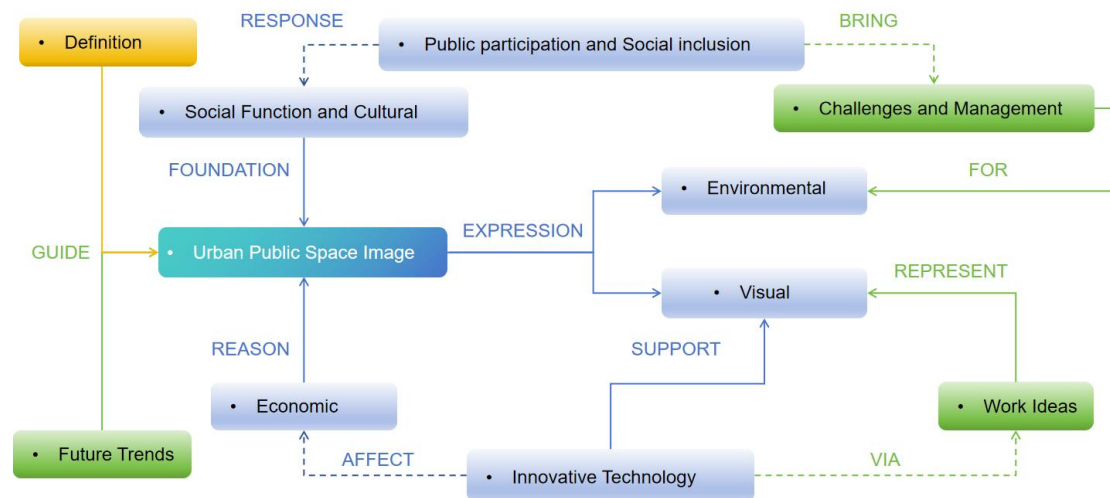 RESPONSE
BRING
• Definition
• Public participation and Social inclusion
• Social Function and Cultural
• Challenges and Management
FOUNDATION
FOR
• Environmental
EXPRESSION
GUIDE
• Urban Public Space Image
REPRESENT
• Visual
REASON
SUPPORT
• Economic
• Work Ideas
• Future Trends
AFFECT
• Innovative Technology
VIA